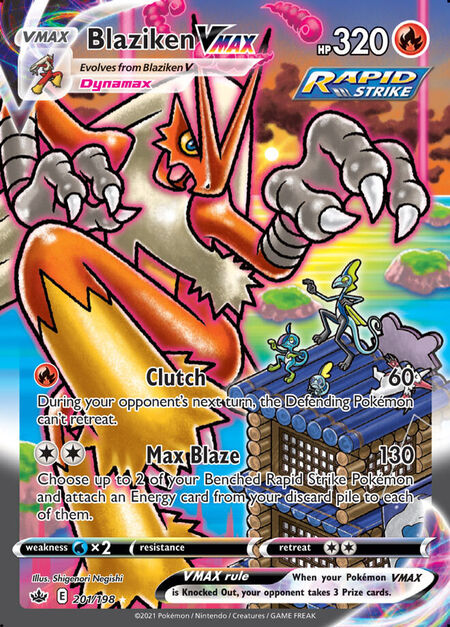 VMAX
Blaziken VMAX
HP 320
Evolves from Blaziken V
Dynamax
RAPID
STRIKE
Clutch 60
During your opponent's next turn, the Defending Pokémon
can't retreat.
Max Blaze 130
Choose up to 2 of your Benched Rapid Strike Pokémon
and attach an Energy card from your discard pile to each
of them.
weakness ×2 resistance retreat
Illus. Shigenori Negishi
E 201/198
VMAX rule
When your Pokémon VMAX
is Knocked Out, your opponent takes 3 Prize cards.
©2021 Pokémon / Nintendo / Creatures / GAME FREAK